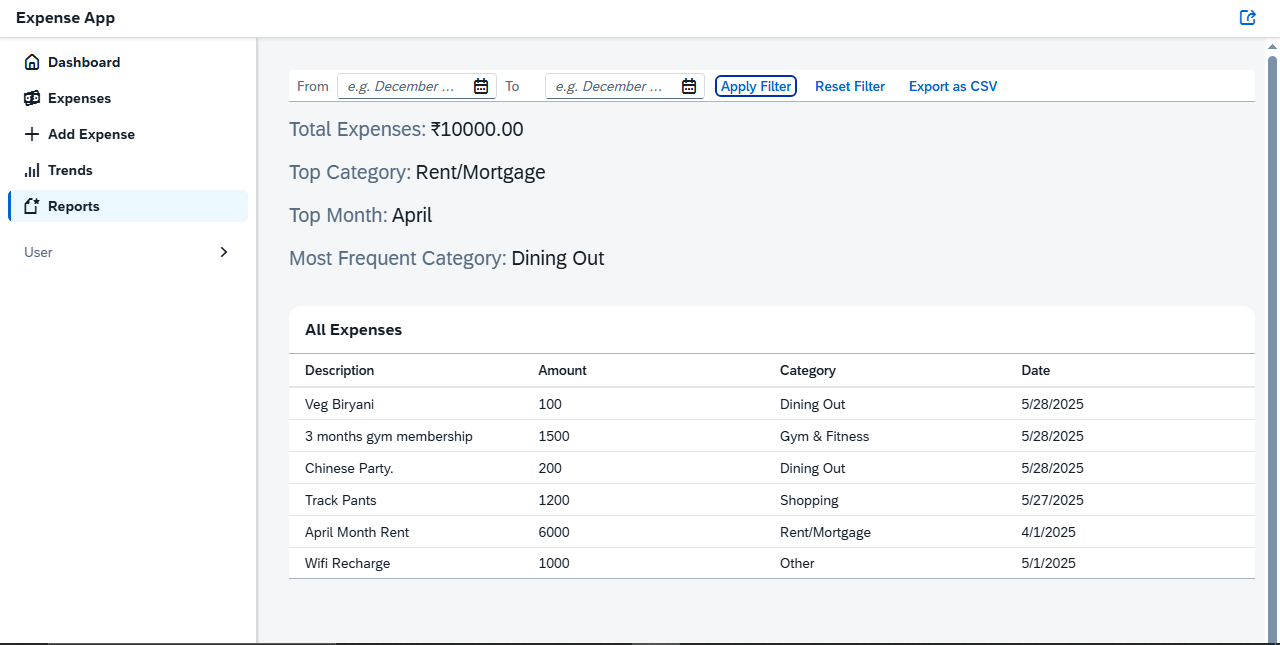 Expense App
Dashboard
Expenses
Add Expense
Trends
Reports
User
From e.g. December ... To e.g. December ... Apply Filter Reset Filter Export as CSV
Total Expenses: ₹10000.00
Top Category: Rent/Mortgage
Top Month: April
Most Frequent Category: Dining Out
All Expenses
Description Amount Category Date
Veg Biryani 100 Dining Out 5/28/2025
3 months gym membership 1500 Gym & Fitness 5/28/2025
Chinese Party. 200 Dining Out 5/28/2025
Track Pants 1200 Shopping 5/27/2025
April Month Rent 6000 Rent/Mortgage 4/1/2025
Wifi Recharge 1000 Other 5/1/2025